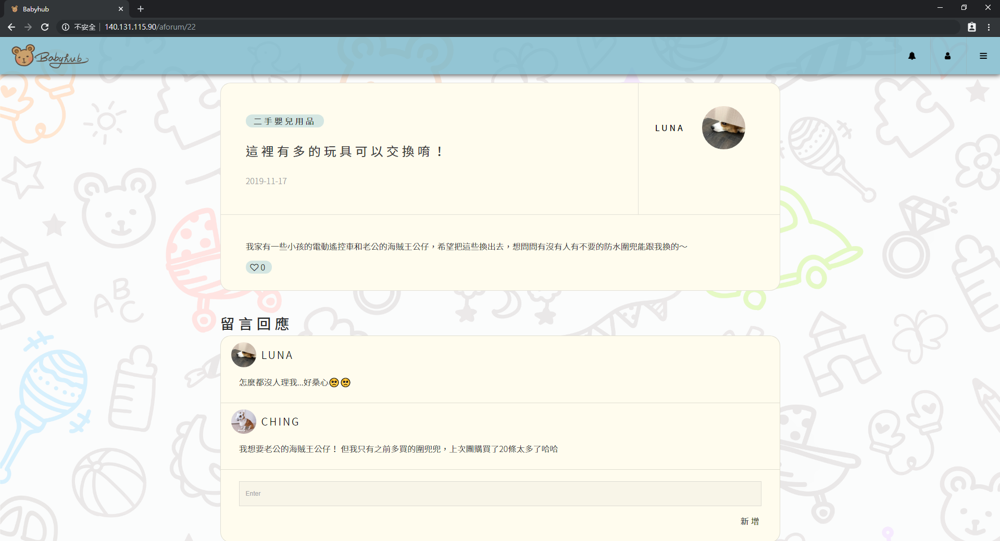 Babyhub
不安全
140.131.115.90/aforum/22
Babyhub
二手嬰兒用品
這裡有多的玩具可以交換唷！
2019-11-17
LUNA
我家有一些小孩的電動遙控車和老公的海賊王公仔，希望把這些換出去，想問問有沒有人有不要的防水圍兜能跟我換的～
0
A B C
留言回應
LUNA
怎麼都沒人理我...好桑心🥺🥺
CHING
我想要老公的海賊王公仔！ 但我只有之前多買的圍兜兜，上次團購買了20條太多了哈哈
Enter
新增